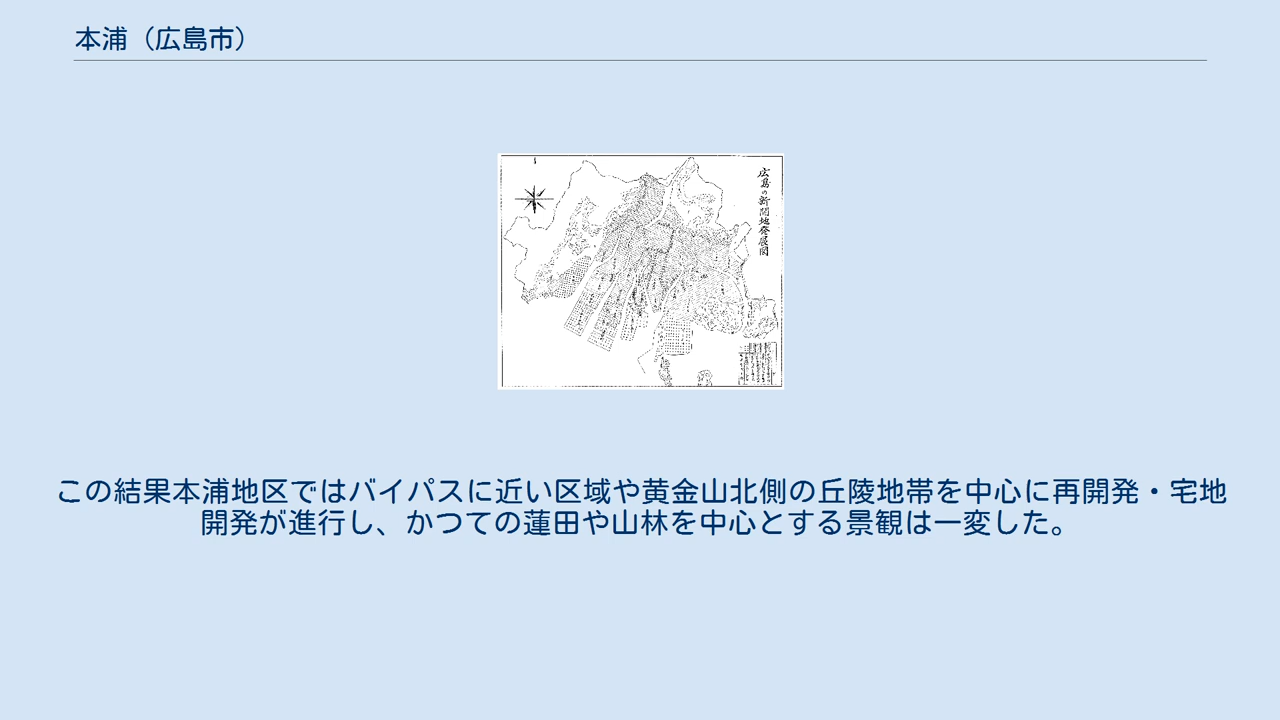 本浦（広島市）
広島の新開地発展図
この結果本浦地区ではバイパスに近い区域や黄金山北側の丘陵地帯を中心に再開発・宅地
開発が進行し、かつての蓮田や山林を中心とする景観は一変した。